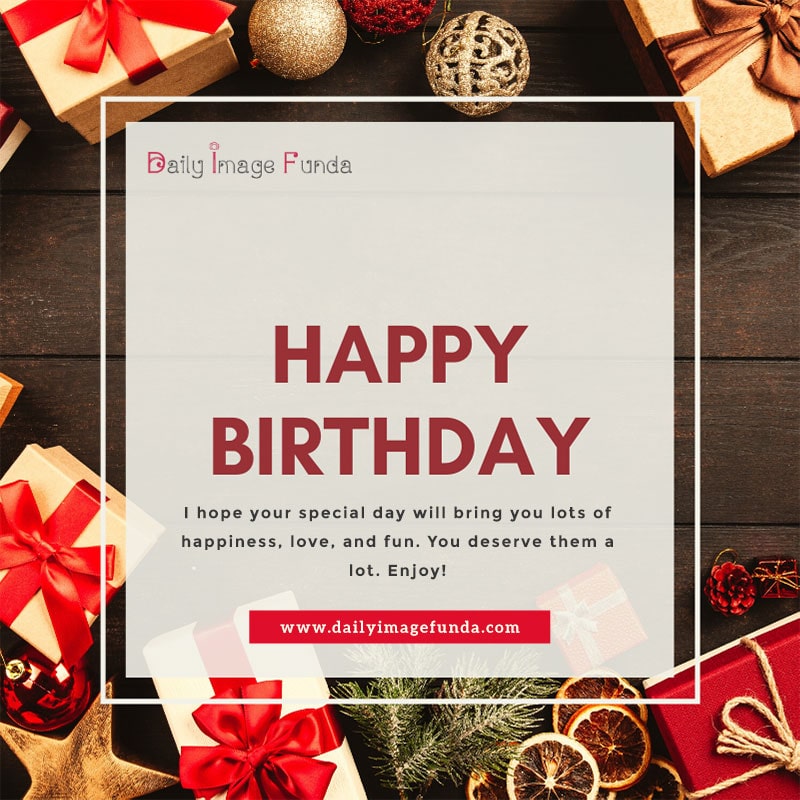 Daily Image Funda
HAPPY
BIRTHDAY
I hope your special day will bring you lots of
happiness, love, and fun. You deserve them a
lot. Enjoy!
www.dailyimagefunda.com